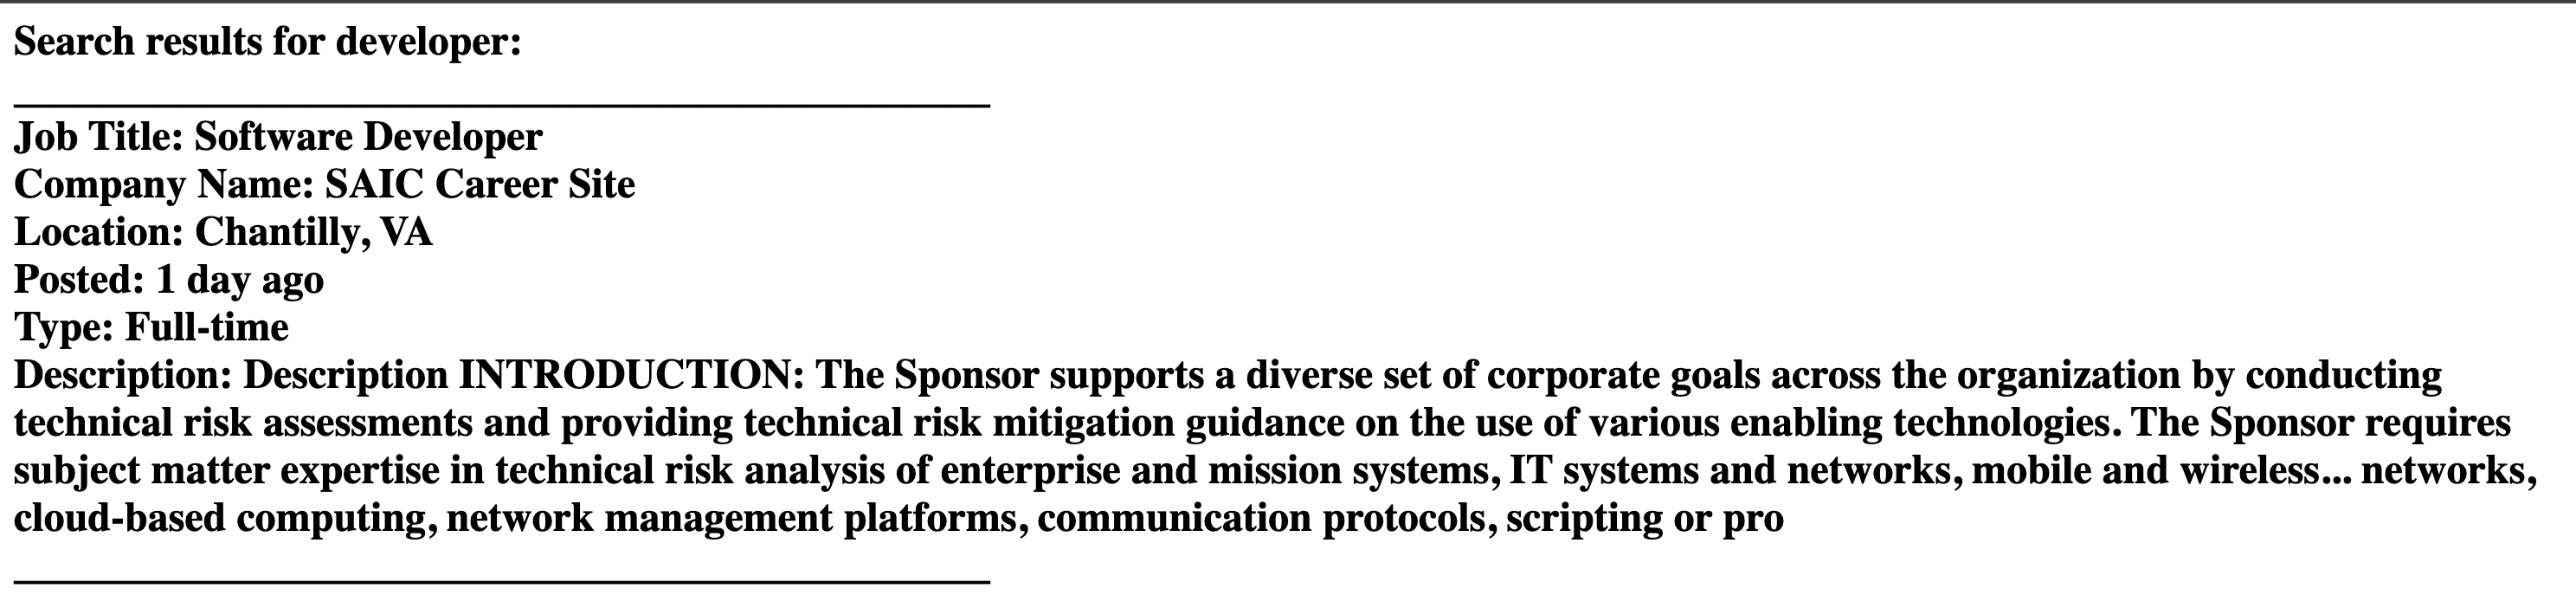 Search results for developer:
Job Title: Software Developer
Company Name: SAIC Career Site
Location: Chantilly, VA
Posted: 1 day ago
Type: Full-time
Description: Description INTRODUCTION: The Sponsor supports a diverse set of corporate goals across the organization by conducting
technical risk assessments and providing technical risk mitigation guidance on the use of various enabling technologies. The Sponsor requires
subject matter expertise in technical risk analysis of enterprise and mission systems, IT systems and networks, mobile and wireless... networks,
cloud-based computing, network management platforms, communication protocols, scripting or pro